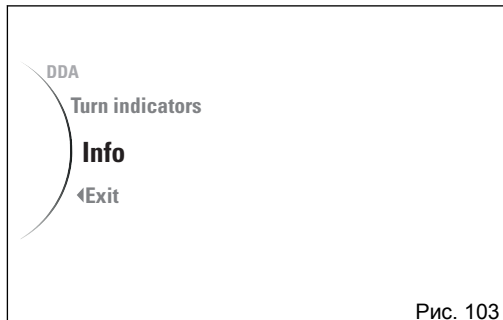 DDA
Turn indicators
Info
Exit
Рис. 103